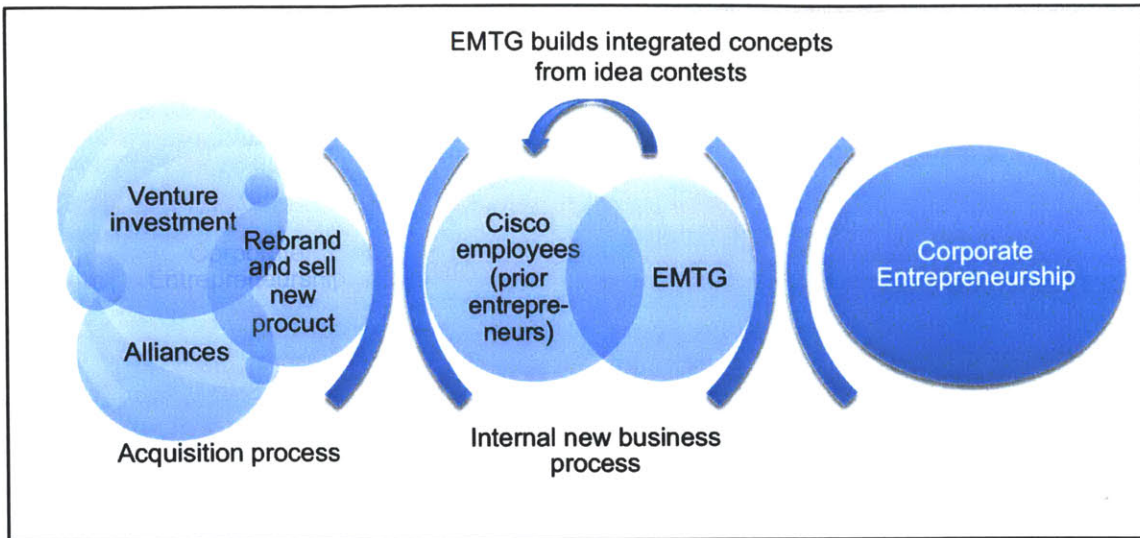 EMTG builds integrated concepts
from idea contests
Venture
investment
Rebrand
and sell
new
procuct
Alliances
Acquisition process
Cisco
employees
(prior
entrepre-
neurs)
EMTG
Internal new business
process
Corporate
Entrepreneurship